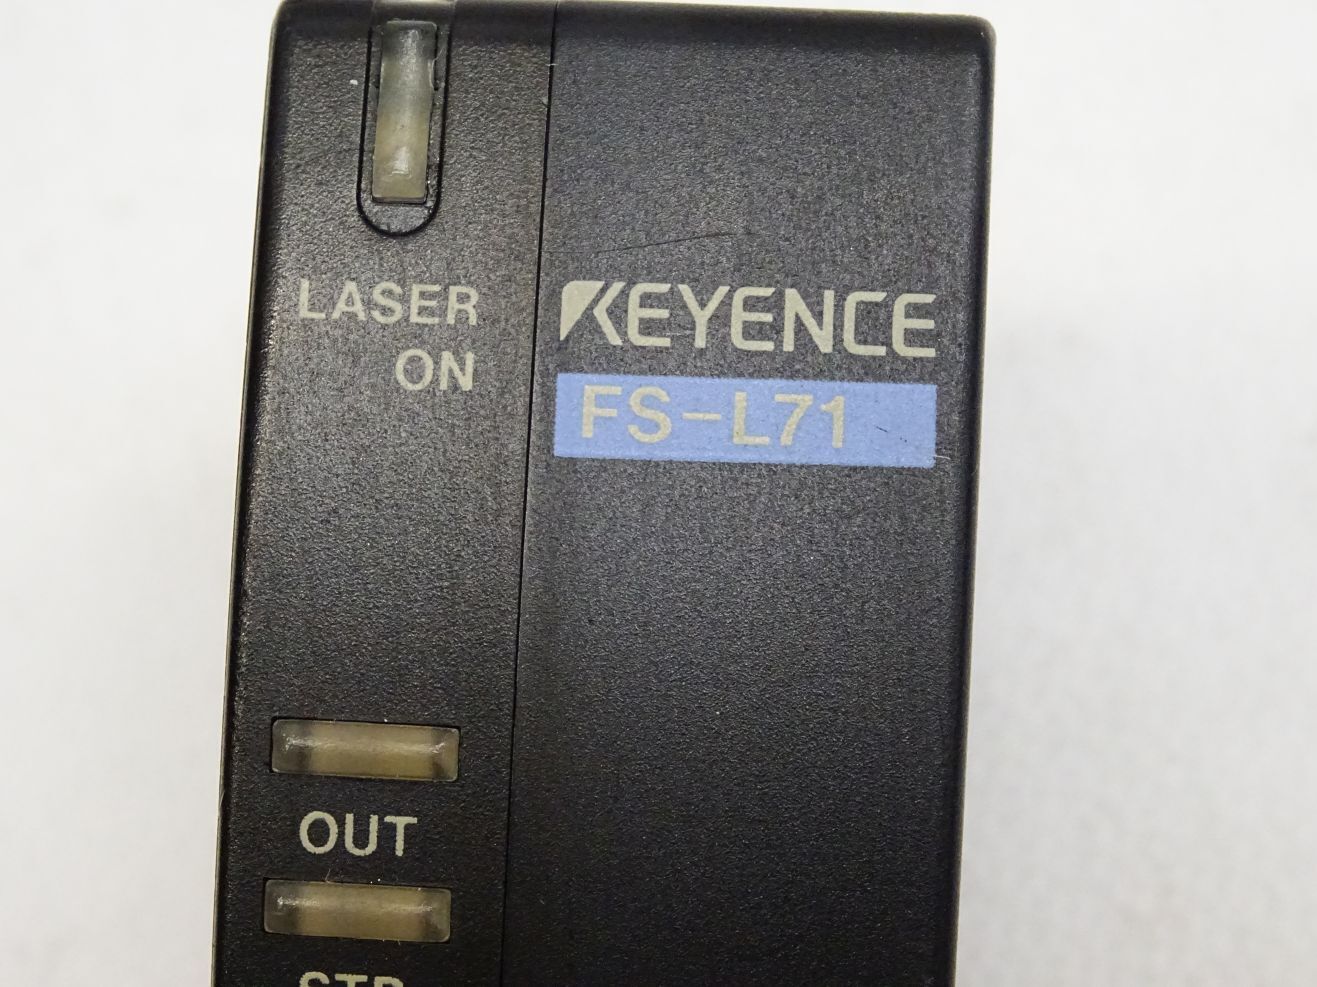 LASER
ON
KEYENCE
FS-L71
OUT